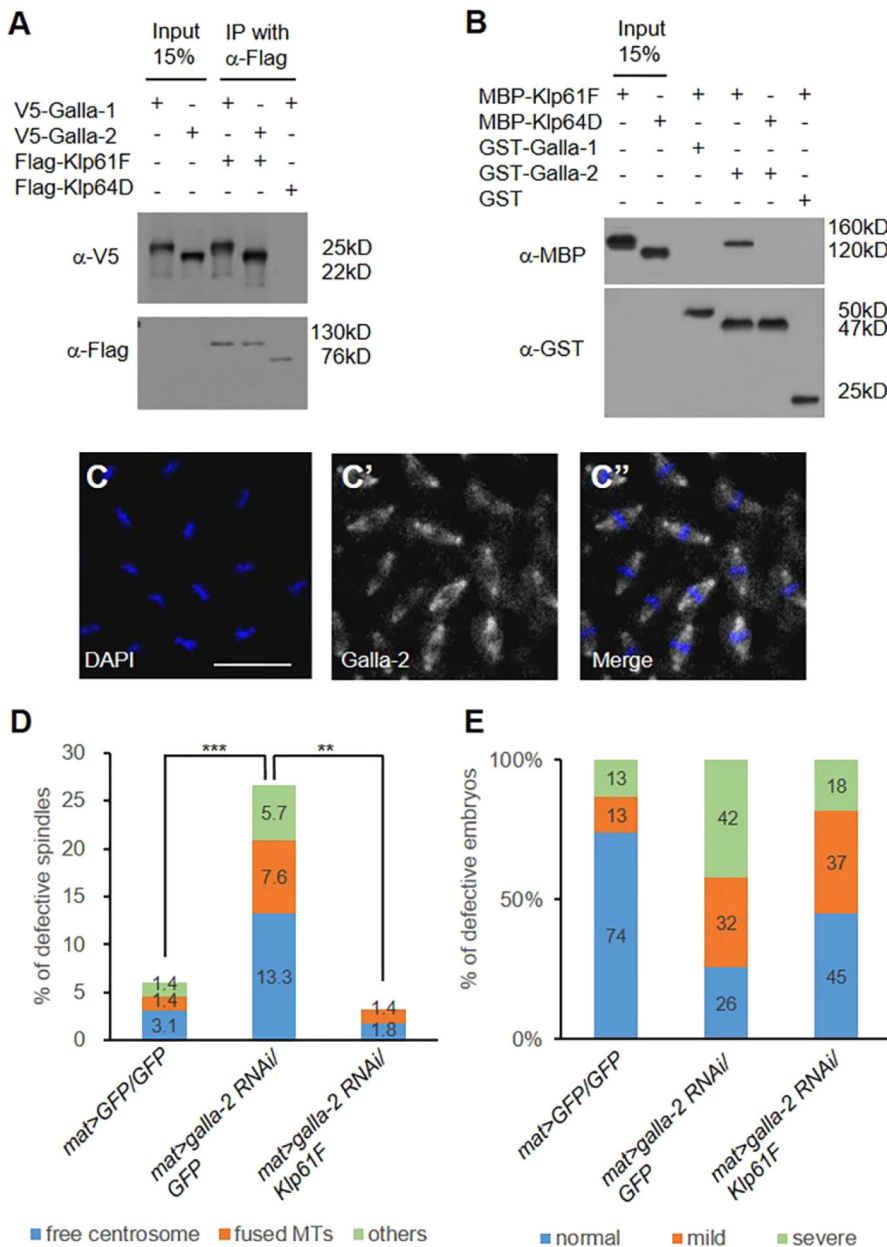 A
Input
15%
IP with
α-Flag
V5-Galla-1 + - + - +
V5-Galla-2 - + - + -
Flag-Klp61F - - + + -
Flag-Klp64D - - - - +
α-V5
25kD
22kD
α-Flag
130kD
76kD
B
Input
15%
MBP-Klp61F + - + + - +
MBP-Klp64D - + - - + -
GST-Galla-1 - - + - - -
GST-Galla-2 - - - + + -
GST - - - - - +
α-MBP
160kD
120kD
α-GST
50kD
47kD
25kD
C
DAPI
C'
Galla-2
C''
Merge
D
% of defective spindles
30
25
20
15
10
5
0
***
**
1.4
1.4
3.1
5.7
7.6
13.3
1.4
1.8
mat>GFP/GFP
mat>galla-2 RNAi/
GFP
mat>galla-2 RNAi/
Klp61F
free centrosome fused MTs others
E
% of defective embryos
100%
50%
0%
13
13
74
42
32
26
18
37
45
mat>GFP/GFP
mat>galla-2 RNAi/
GFP
mat>galla-2 RNAi/
Klp61F
normal mild severe